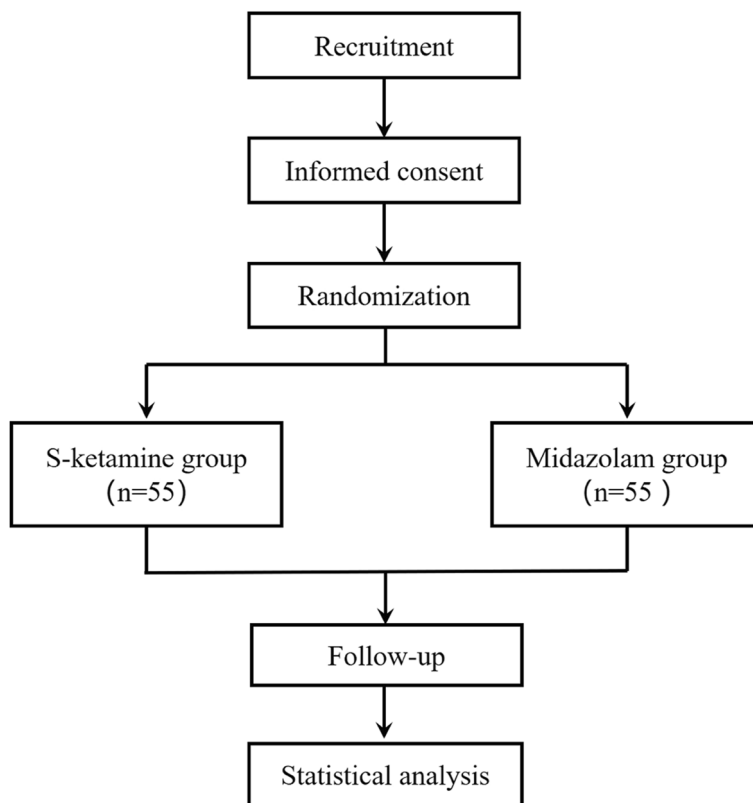 Recruitment
Informed consent
Randomization
S-ketamine group
（n=55）
Midazolam group
（n=55 ）
Follow-up
Statistical analysis